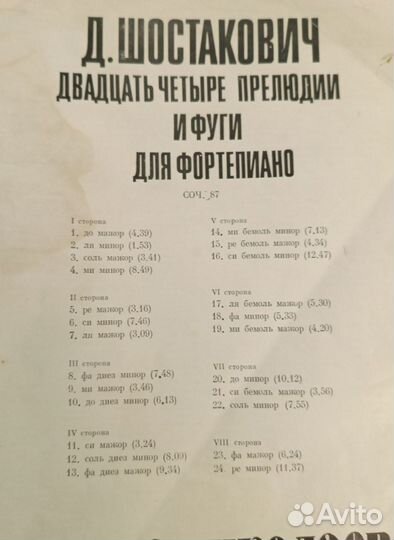 Д. ШОСТАКОВИЧ
ДВАДЦАТЬ ЧЕТЫРЕ ПРЕЛЮДИИ
И ФУГИ
ДЛЯ ФОРТЕПИАНО
СОЧ. 87
I сторона
1. до мажор (4.39)
2. ля минор (1.53)
3. соль мажор (3.41)
4. ми минор (8.49)
II сторона
5. ре мажор (3.16)
6. си минор (7.46)
7. ля мажор (3.09)
III сторона
8. фа диез минор (7.48)
9. ми мажор (3.46)
10. до диез минор (6.13)
IV сторона
11. си мажор (3.24)
12. соль диез минор (8.09)
13. фа диез мажор (9.34)
V сторона
14. ми бемоль минор (7.13)
15. ре бемоль мажор (4.34)
16. си бемоль минор (12.47)
VI сторона
17. ля бемоль мажор (5.30)
18. фа минор (5.33)
19. ми бемоль мажор (4.20)
VII сторона
20. до минор (10.12)
21. си бемоль мажор (3.56)
22. соль минор (7.55)
VIII сторона
23. фа мажор (6.24)
24. ре минор (11.37)
Avito